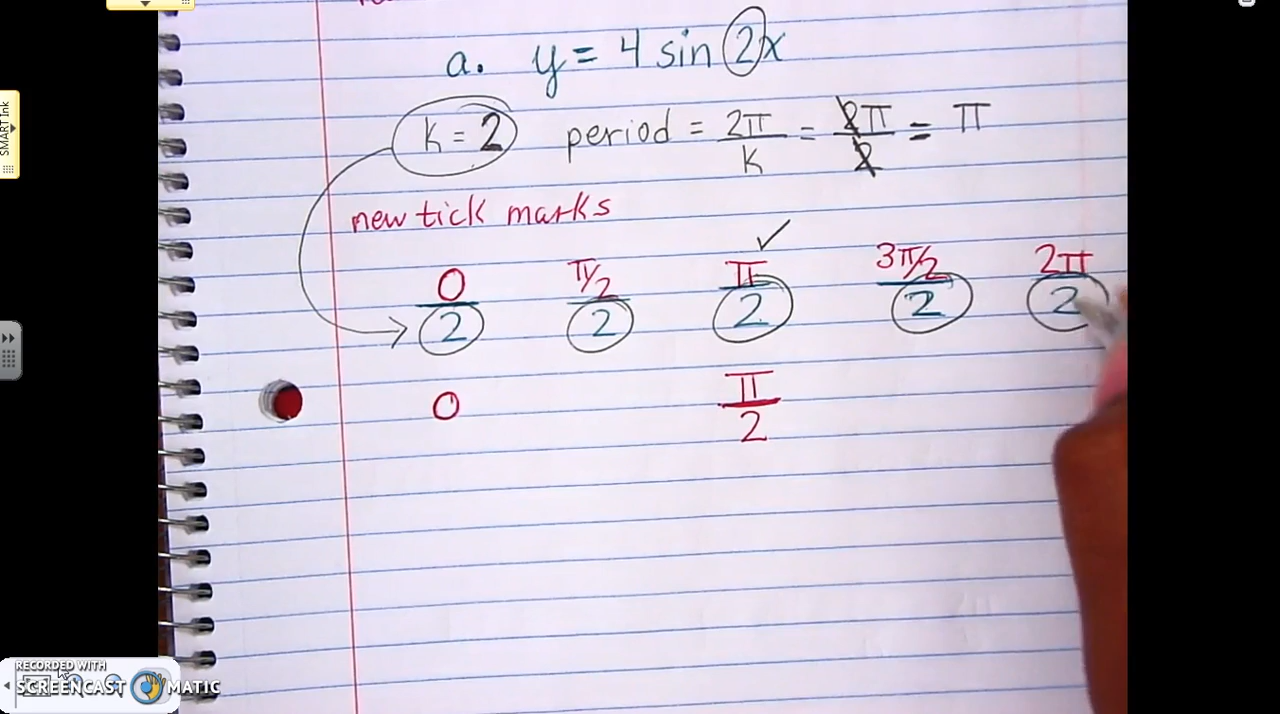 a. y = 4 sin 2x
k = 2 period = 2π/k = 2π/2 = π
new tick marks
0/2 π/2/2 π/2 ✓ 3π/2/2 2π/2
0 π/2
SMART Ink
RECORDED WITH
SCREENCAST MATIC